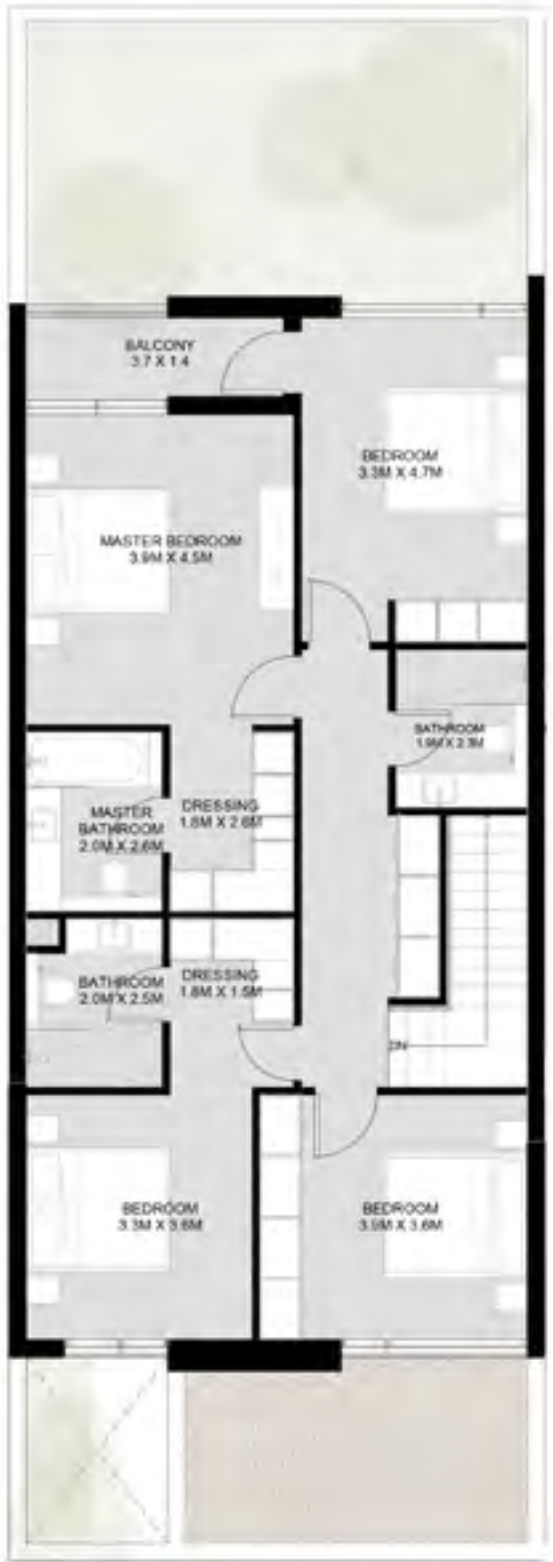 BALCONY
3.7 X 1.4
BEDROOM
3.3M X 4.7M
MASTER BEDROOM
3.9M X 4.5M
BATHROOM
1.9M X 2.3M
MASTER
BATHROOM
2.0M X 2.6M
DRESSING
1.8M X 2.6M
BATHROOM
2.0M X 2.5M
DRESSING
1.8M X 1.5M
DN
BEDROOM
3.3M X 3.6M
BEDROOM
X 3.6M